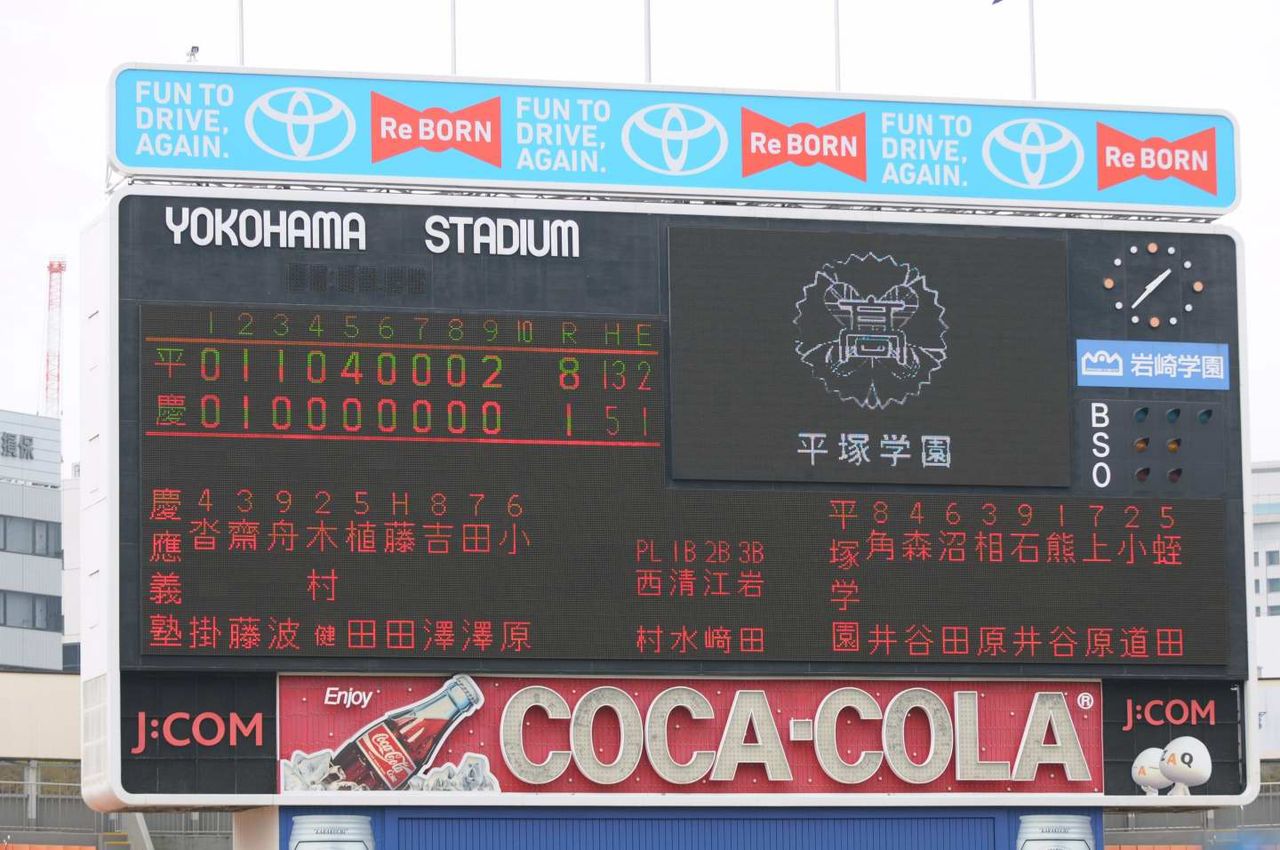 FUN TO DRIVE, AGAIN. Re BORN FUN TO DRIVE, AGAIN. Re BORN FUN TO DRIVE, AGAIN. Re BORN
YOKOHAMA STADIUM
1 2 3 4 5 6 7 8 9 10 R H E
平 0 1 1 0 4 0 0 0 2 8 13 2
慶 0 1 0 0 0 0 0 0 0 1 5 1
平塚学園
岩崎学園
B
S
O
慶應義塾
4 3 9 2 5 H 8 7 6
沓掛 齋藤 舟波 木村健 植田 藤田 吉澤 田澤 小原
PL 1B 2B 3B
西村 清水 江﨑 岩田
平塚学園
8 4 6 3 9 1 7 2 5
角井 森谷 沼田 相原 石井 熊谷 上原 小道 蛭田
J:COM
Enjoy
Coca-Cola
COCA-COLA®
J:COM
A AQ
損保